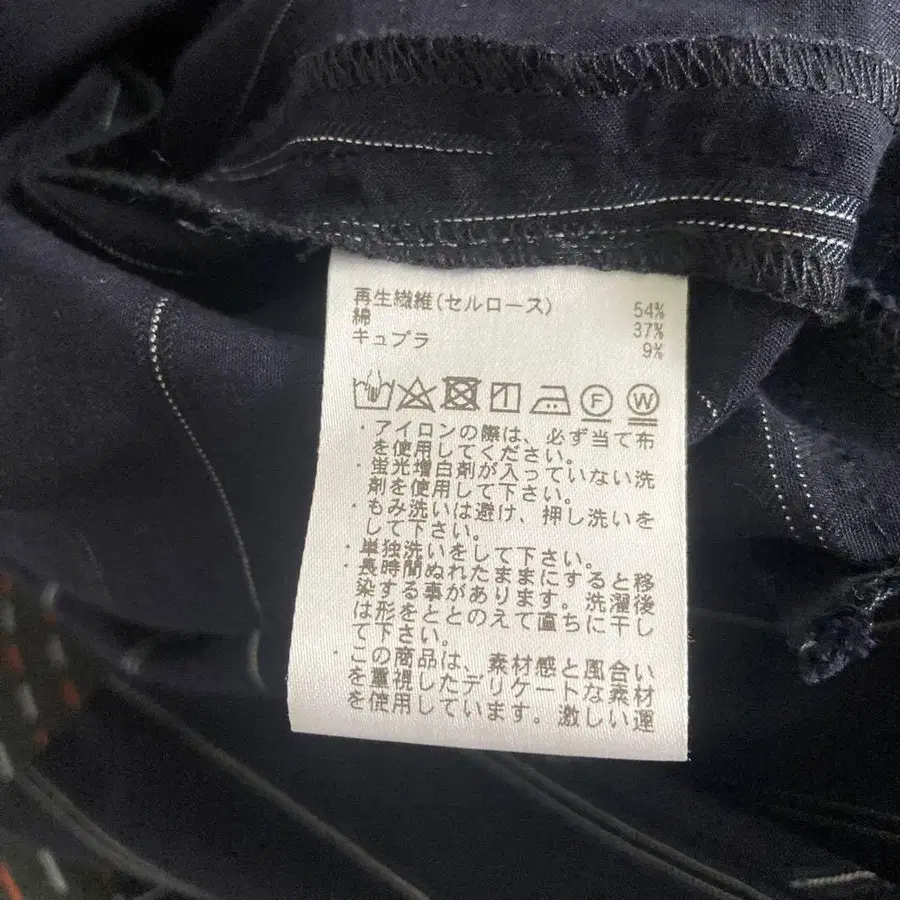 再生繊維(セルロース) 54%
綿 37%
キュプラ 9%
F W
・アイロンの際は、必ず当て布
を使用してください。
・蛍光増白剤が入っていない洗
剤を使用して下さい。
・もみ洗いは避け、押し洗いを
して下さい。
・単独洗いをして下さい。
・長時間ぬれたままにすると移
染する事があります。洗濯後
は形をととのえて直ちに干し
て下さい。
・この商品は、素材感と風合い
を重視したデリケートな素材
を使用しています。激しい運